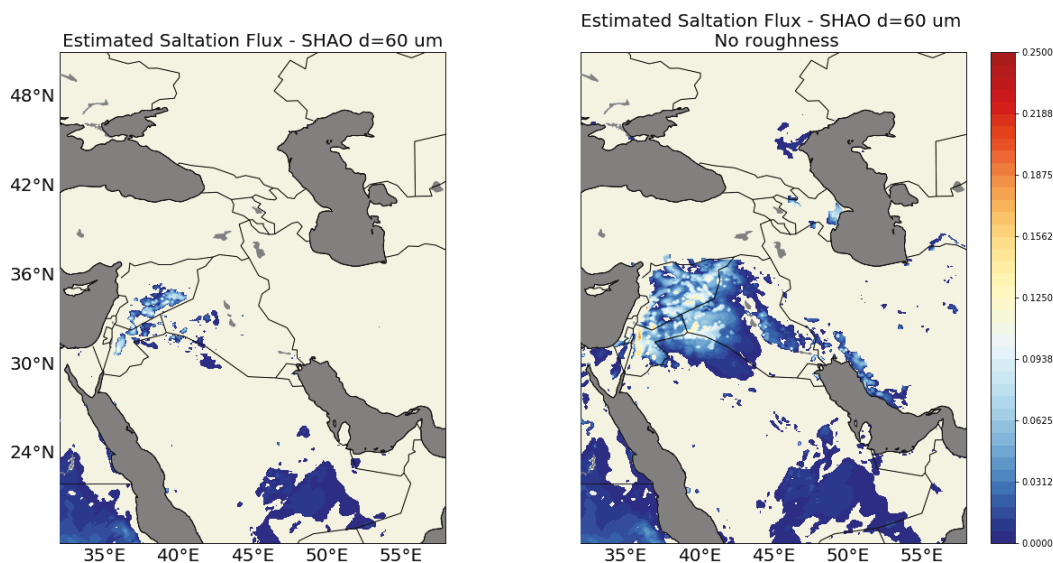 Estimated Saltation Flux - SHAO d=60 um
48°N
42°N
36°N
30°N
24°N
35°E 40°E 45°E 50°E 55°E
Estimated Saltation Flux - SHAO d=60 um
No roughness
35°E 40°E 45°E 50°E 55°E
0.2500
0.2188
0.1875
0.1562
0.1250
0.0938
0.0625
0.0312
0.0000